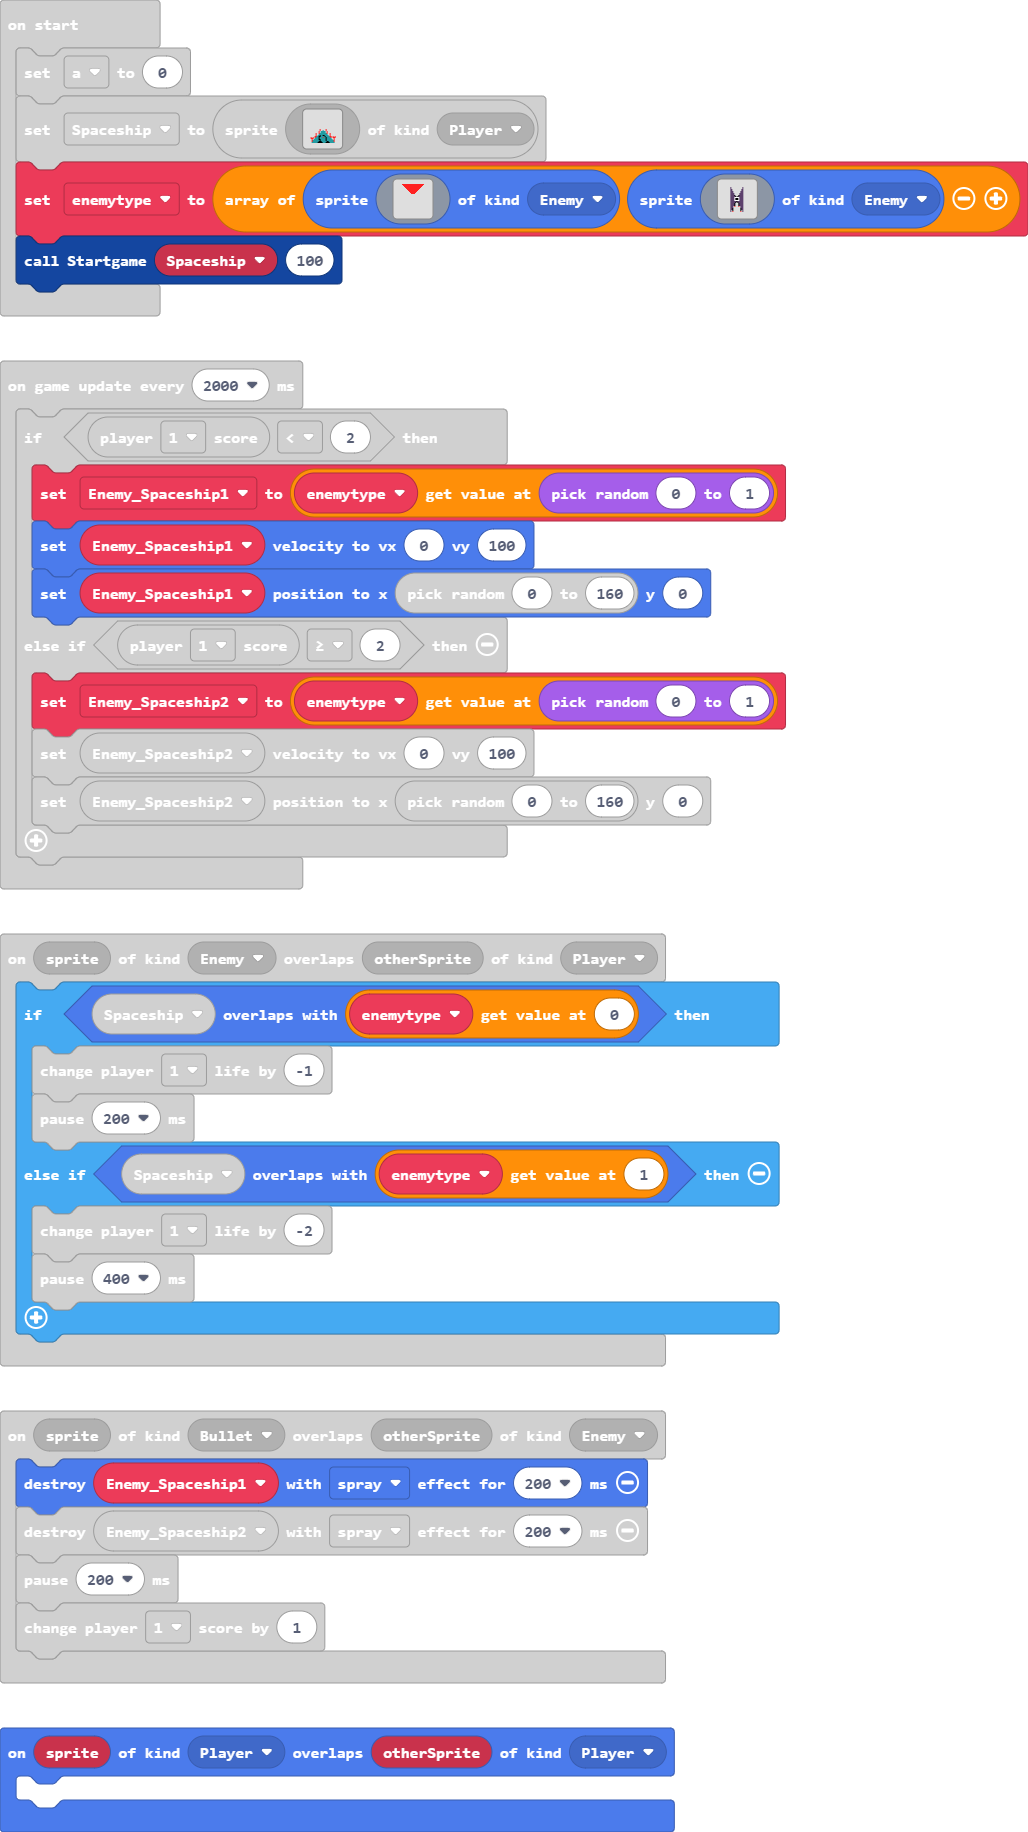 on start
set a to 0
set Spaceship to sprite of kind Player
set enemytype to array of sprite of kind Enemy sprite of kind Enemy
call Startgame Spaceship 100
on game update every 2000 ms
if player 1 score < 2 then
set Enemy_Spaceship1 to enemytype get value at pick random 0 to 1
set Enemy_Spaceship1 velocity to vx 0 vy 100
set Enemy_Spaceship1 position to x pick random 0 to 160 y 0
else if player 1 score ≥ 2 then
set Enemy_Spaceship2 to enemytype get value at pick random 0 to 1
set Enemy_Spaceship2 velocity to vx 0 vy 100
set Enemy_Spaceship2 position to x pick random 0 to 160 y 0
on sprite of kind Enemy overlaps otherSprite of kind Player
if Spaceship overlaps with enemytype get value at 0 then
change player 1 life by -1
pause 200 ms
else if Spaceship overlaps with enemytype get value at 1 then
change player 1 life by -2
pause 400 ms
on sprite of kind Bullet overlaps otherSprite of kind Enemy
destroy Enemy_Spaceship1 with spray effect for 200 ms
destroy Enemy_Spaceship2 with spray effect for 200 ms
pause 200 ms
change player 1 score by 1
on sprite of kind Player overlaps otherSprite of kind Player